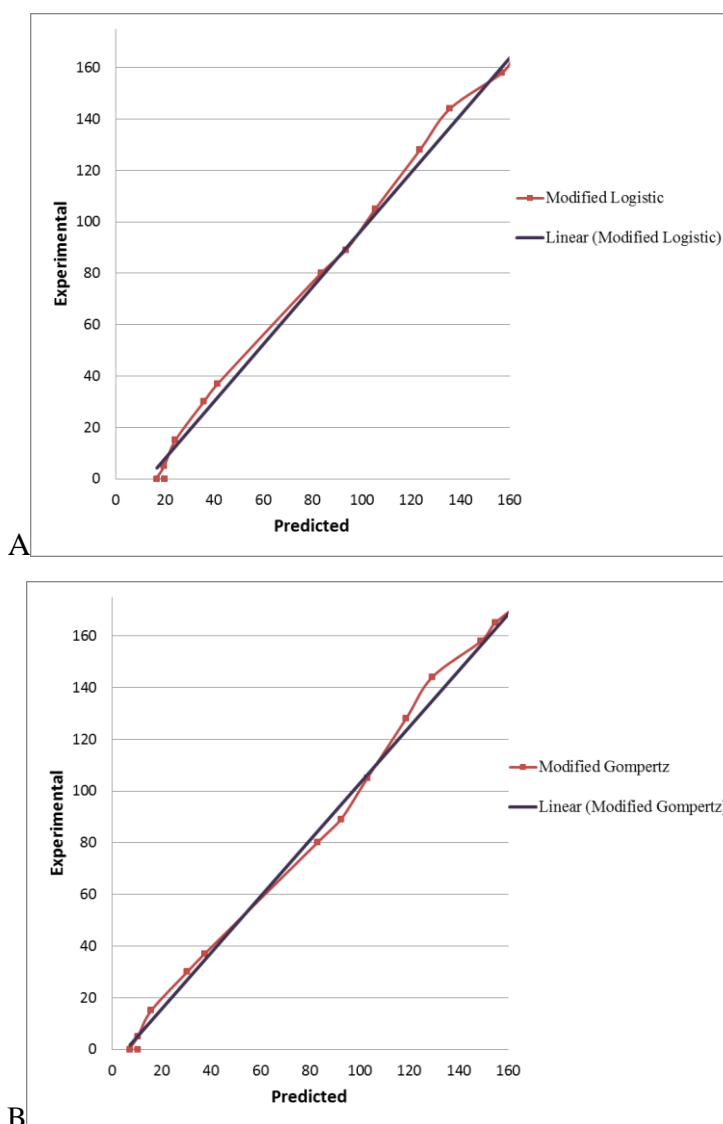 160
140
120
100
80
60
40
20
0
Experimental
0 20 40 60 80 100 120 140 160
Predicted
Modified Logistic
Linear (Modified Logistic)
A
160
140
120
100
80
60
40
20
0
Experimental
0 20 40 60 80 100 120 140 160
Predicted
Modified Gompertz
Linear (Modified Gompertz)
B